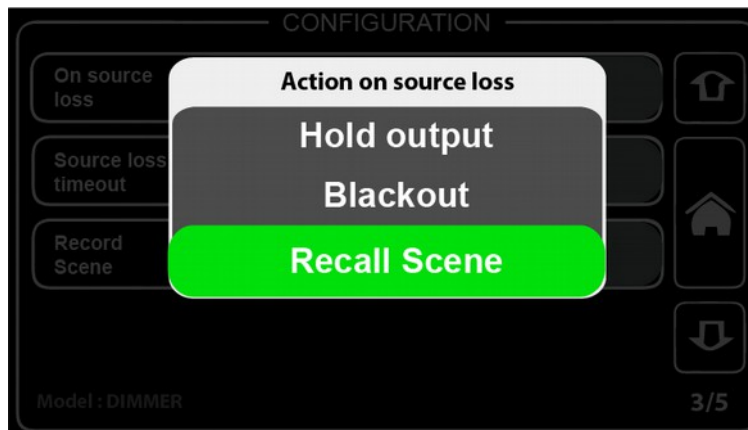 CONFIGURATION
On source
loss
Action on source loss
Hold output
Source loss
timeout
Blackout
Record
Scene
Recall Scene
Model : DIMMER
3/5